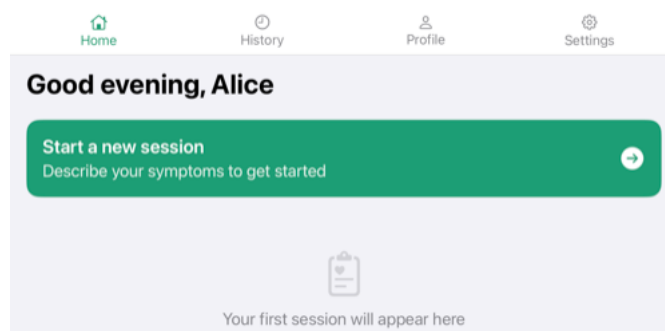 Home
History
Profile
Settings
Good evening, Alice
Start a new session
Describe your symptoms to get started
Your first session will appear here